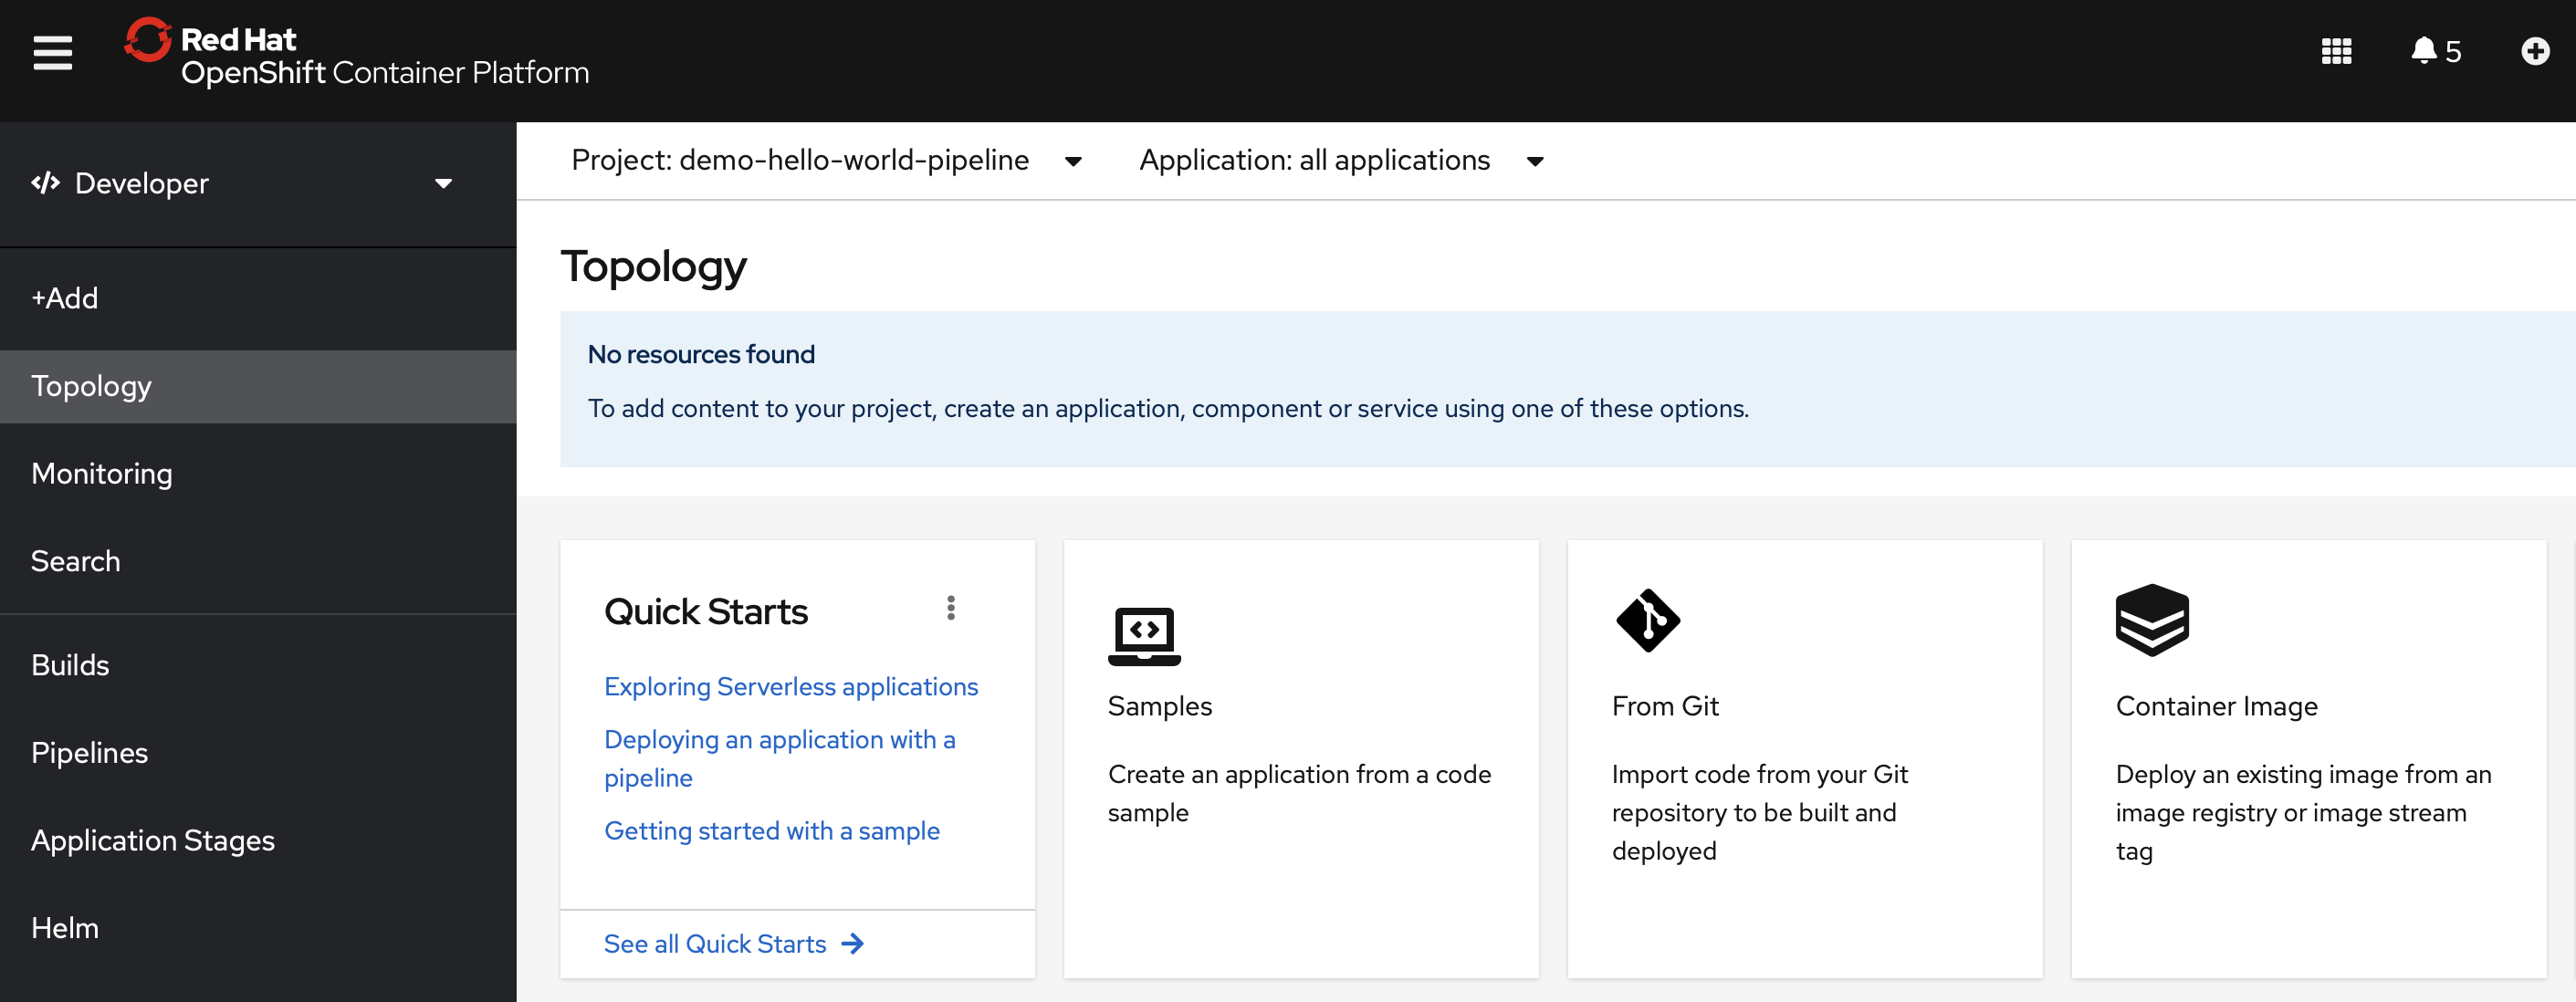 Red Hat
OpenShift Container Platform
5
Developer
+Add
Topology
Monitoring
Search
Builds
Pipelines
Application Stages
Helm
Project: demo-hello-world-pipeline
Application: all applications
Topology
No resources found
To add content to your project, create an application, component or service using one of these options.
Quick Starts
Exploring Serverless applications
Deploying an application with a
pipeline
Getting started with a sample
See all Quick Starts
Samples
Create an application from a code
sample
From Git
Import code from your Git
repository to be built and
deployed
Container Image
Deploy an existing image from an
image registry or image stream
tag